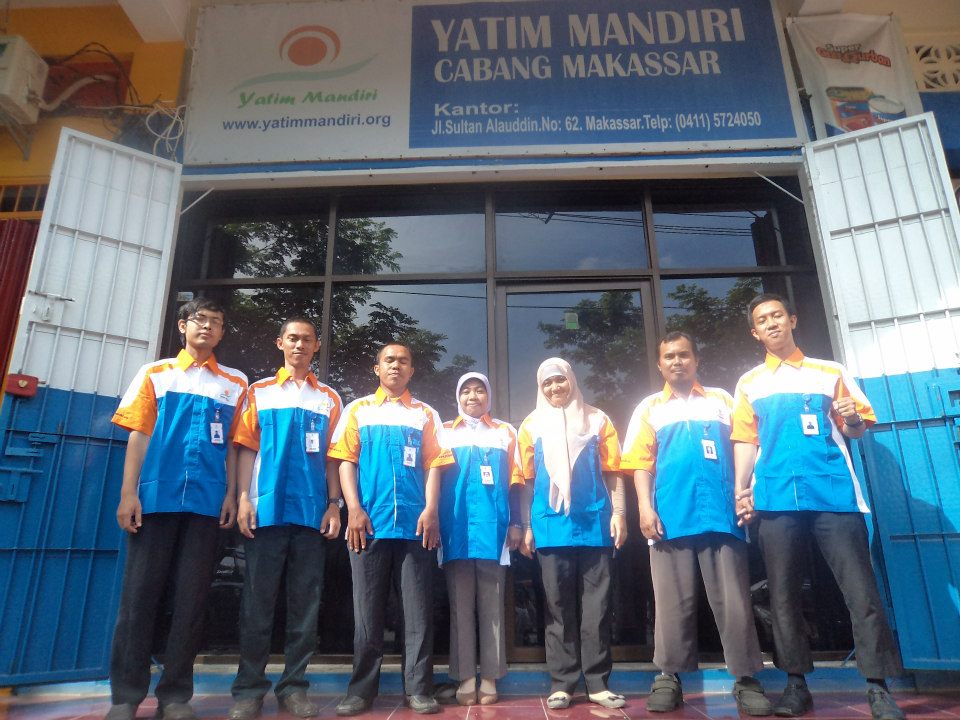 Yatim Mandiri
www.yatimmandiri.org
YATIM MANDIRI
CABANG MAKASSAR
Kantor:
Jl.Sultan Alauddin.No: 62. Makassar.Telp: (0411) 5724050
Super